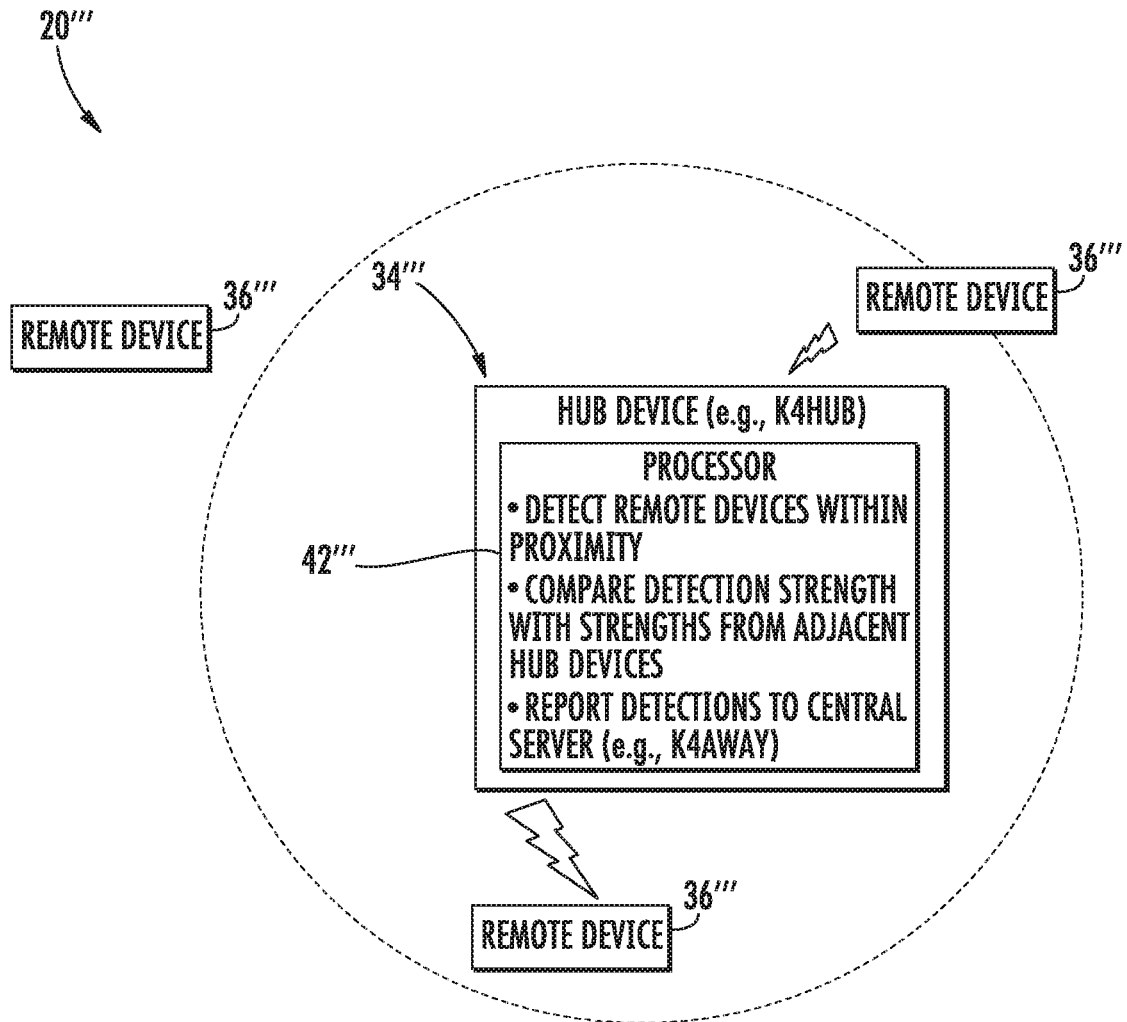 20'''
34'''
36'''
REMOTE DEVICE
36'''
REMOTE DEVICE
HUB DEVICE (e.g., K4HUB)
PROCESSOR
• DETECT REMOTE DEVICES WITHIN
PROXIMITY
• COMPARE DETECTION STRENGTH
WITH STRENGTHS FROM ADJACENT
HUB DEVICES
• REPORT DETECTIONS TO CENTRAL
SERVER (e.g., K4AWAY)
42'''
36'''
REMOTE DEVICE